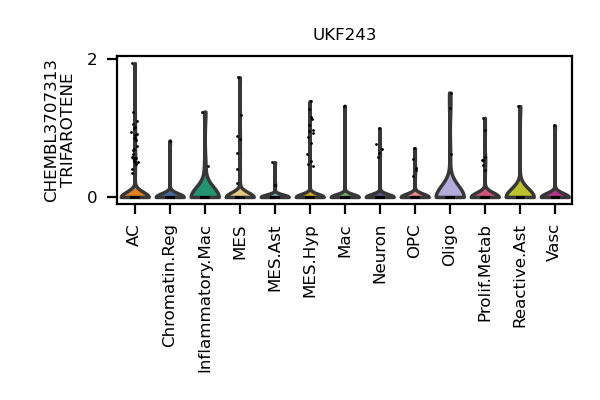 UKF243
CHEMBL3707313
TRIFAROTENE
2
0
AC
Chromatin.Reg
Inflammatory.Mac
MES
MES.Ast
MES.Hyp
Mac
Neuron
OPC
Oligo
Prolif.Metab
Reactive.Ast
Vasc